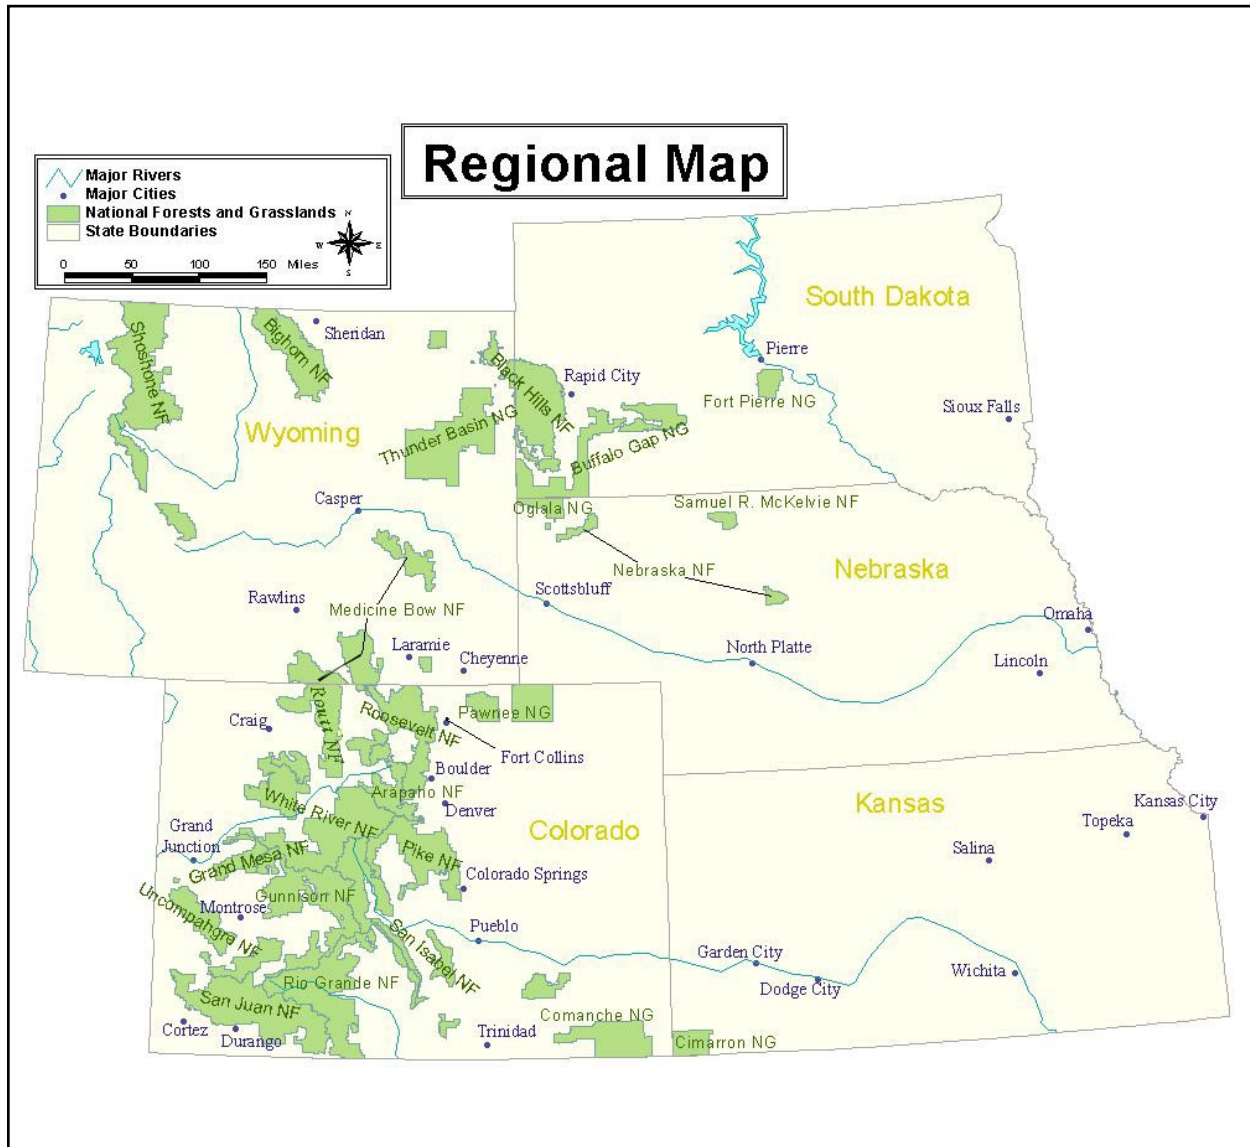 Regional Map
Major Rivers
Major Cities
National Forests and Grasslands
State Boundaries
N
W E
S
0 50 100 150 Miles
South Dakota
Shoshone NF
Bighorn NF
Sheridan
Pierre
Black Hills NF
Rapid City
Fort Pierre NG
Sioux Falls
Wyoming
Thunder Basin NG
Buffalo Gap NG
Casper
Oglala NG
Samuel R. McKelvie NF
Nebraska NF
Nebraska
Rawlins
Medicine Bow NF
Scottsbluff
Omaha
Laramie
Cheyenne
North Platte
Lincoln
Craig
Routt NF
Roosevelt NF
Pawnee NG
Fort Collins
Boulder
Arapaho NF
Denver
White River NF
Colorado
Kansas
Kansas City
Topeka
Grand
Junction
Grand Mesa NF
Pike NF
Salina
Colorado Springs
Gunnison NF
Uncompahgre NF
Montrose
San Isabel NF
Pueblo
Garden City
Dodge City
Wichita
Rio Grande NF
San Juan NF
Cortez
Durango
Trinidad
Comanche NG
Cimarron NG